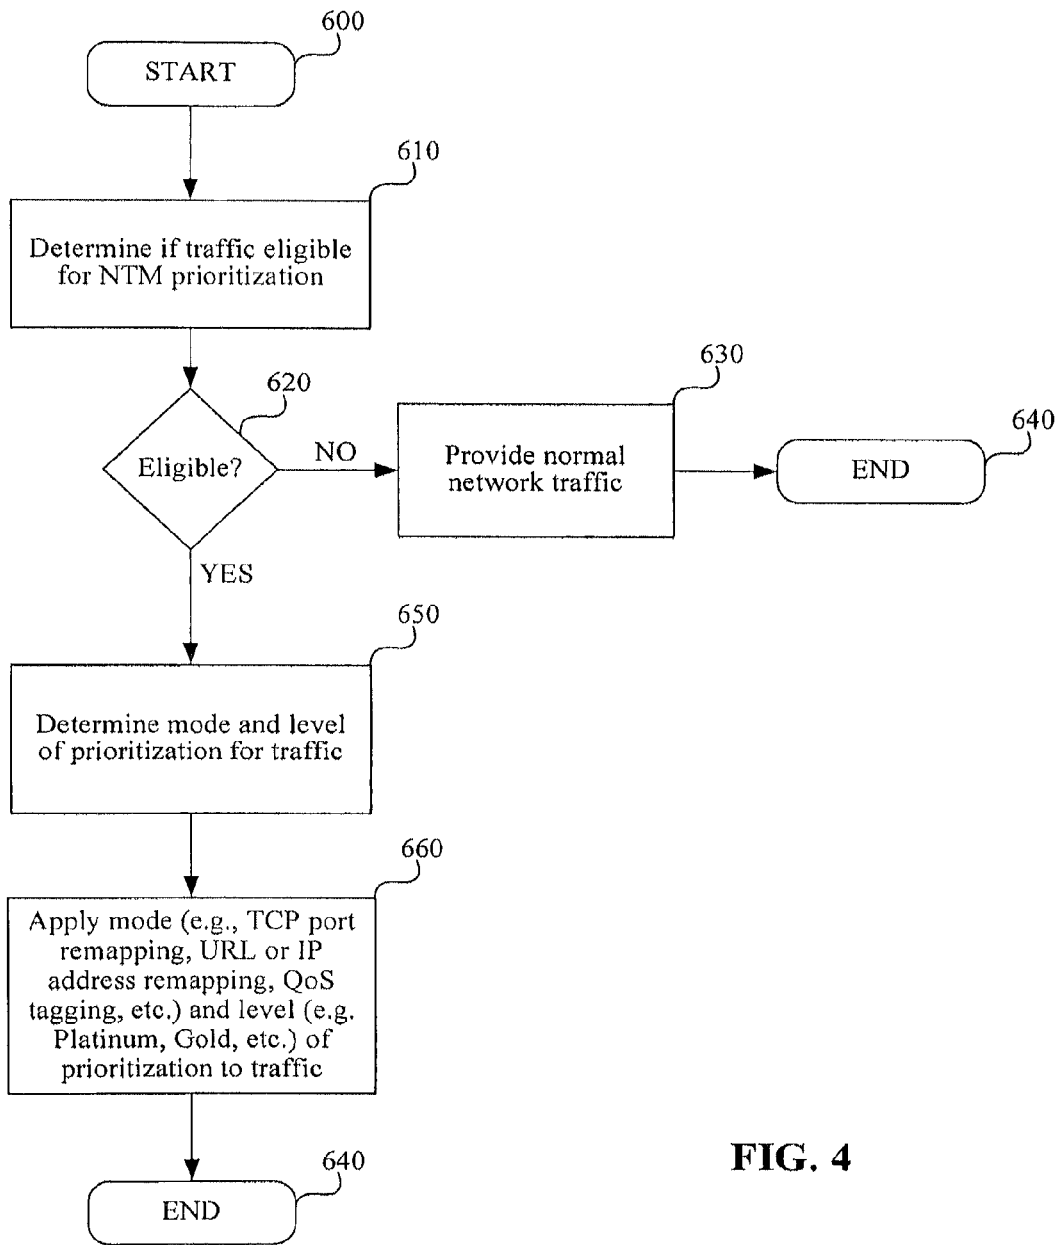 600
START
610
Determine if traffic eligible
for NTM prioritization
620
630
640
Eligible?
NO
Provide normal
network traffic
END
YES
650
Determine mode and level
of prioritization for traffic
660
Apply mode (e.g., TCP port
remapping, URL or IP
address remapping, QoS
tagging, etc.) and level (e.g.
Platinum, Gold, etc.) of
prioritization to traffic
640
END
FIG. 4